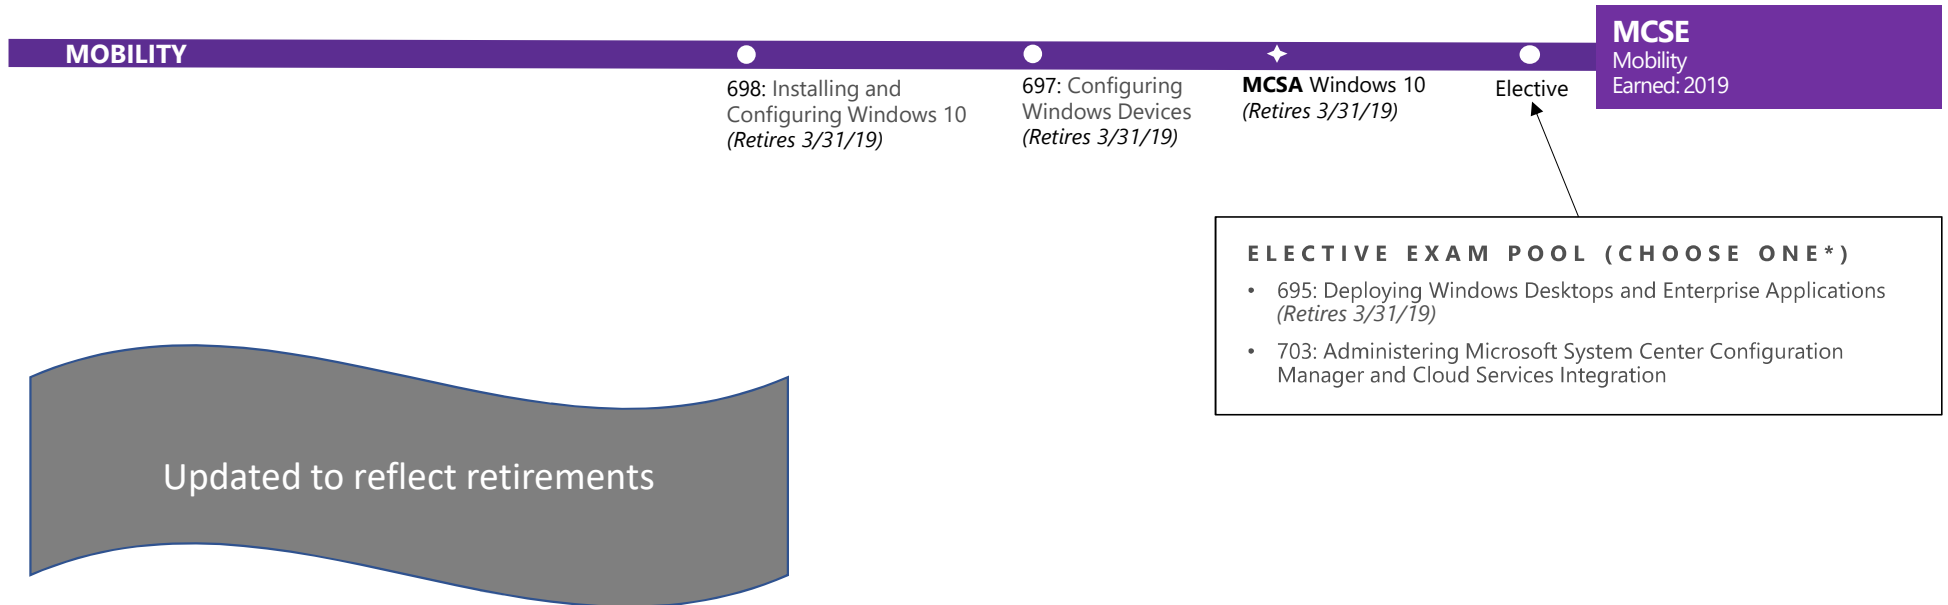 MOBILITY
698: Installing and
Configuring Windows 10
(Retires 3/31/19)
697: Configuring
Windows Devices
(Retires 3/31/19)
MCSA Windows 10
(Retires 3/31/19)
Elective
MCSE
Mobility
Earned: 2019
ELECTIVE EXAM POOL (CHOOSE ONE*)
• 695: Deploying Windows Desktops and Enterprise Applications
(Retires 3/31/19)
• 703: Administering Microsoft System Center Configuration
Manager and Cloud Services Integration
Updated to reflect retirements